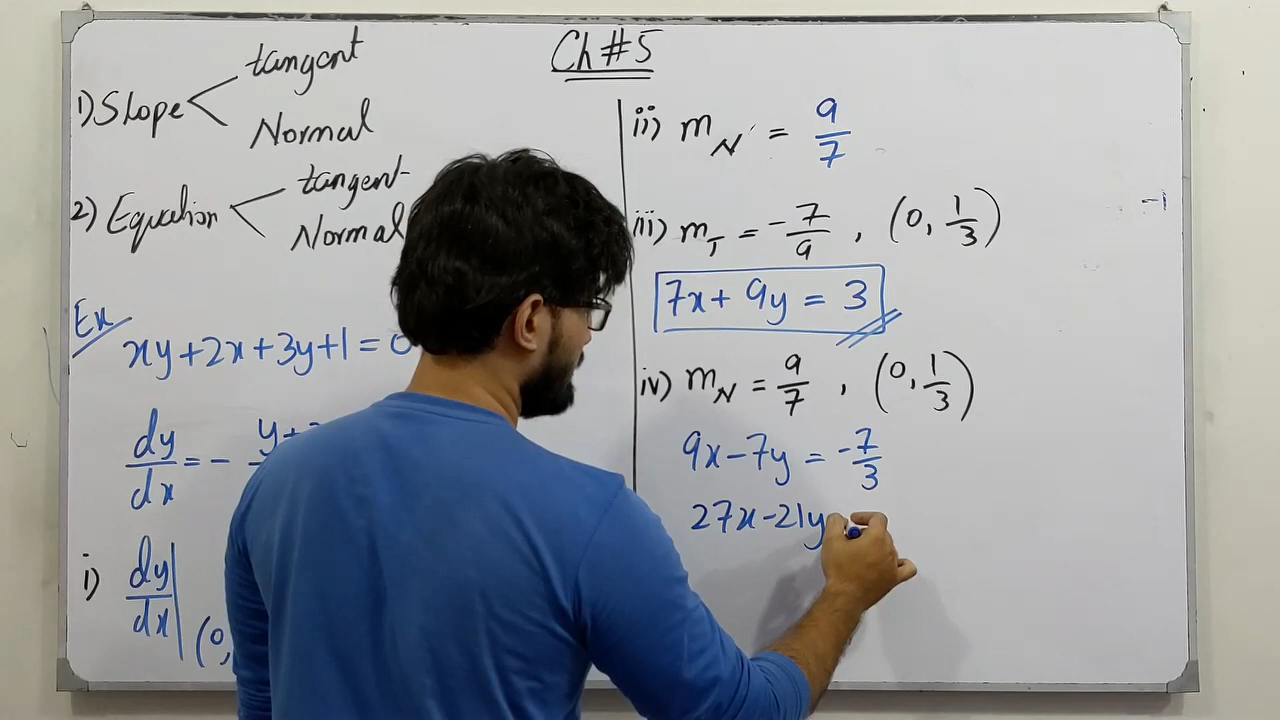 Ch #5
1) Slope
tangent
Normal
2) Equation
tangent
Normal
Ex
xy+2x+3y+1 = 0
dy/dx = - y+
i) dy/dx | (0,
ii) m_N = 9/7
iii) m_T = -7/9 , (0, 1/3)
7x + 9y = 3
iv) m_N = 9/7 , (0, 1/3)
9x - 7y = -7/3
27x - 21y
-1